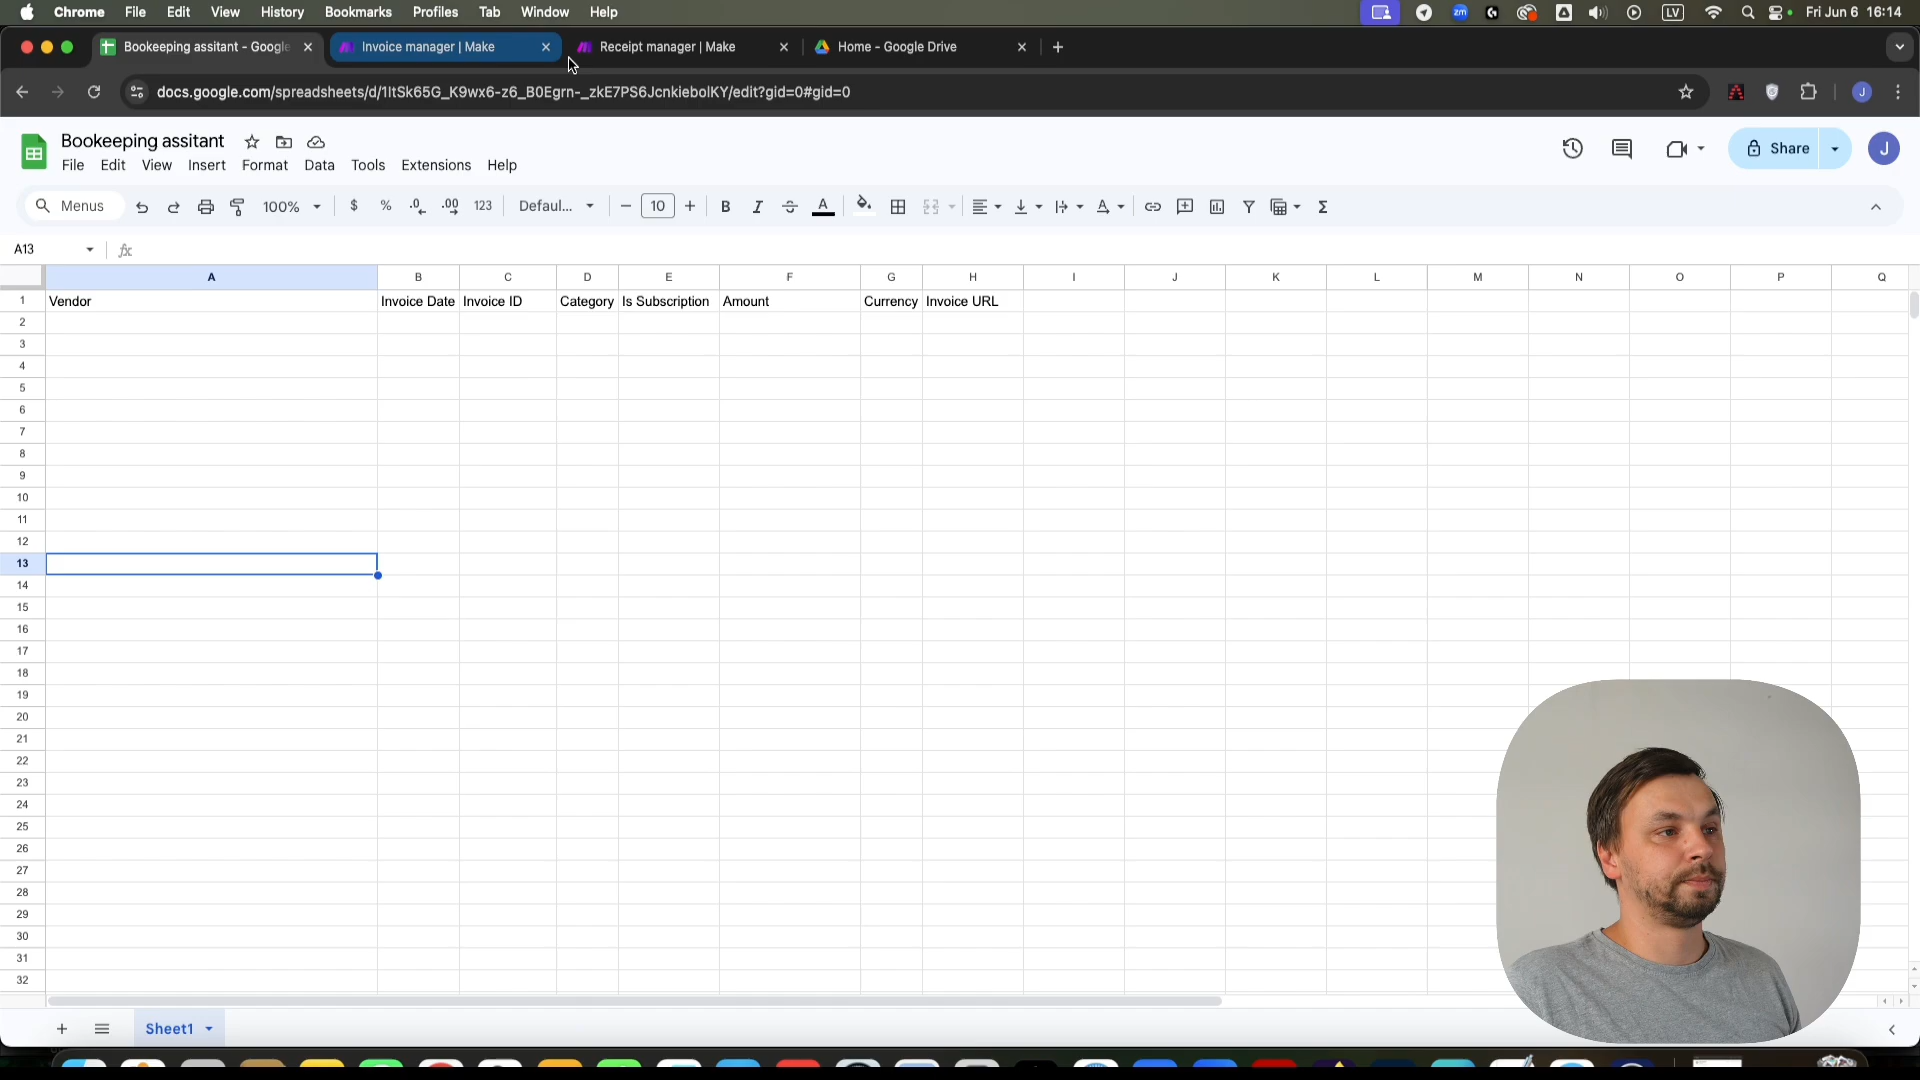 Chrome File Edit View History Bookmarks Profiles Tab Window Help
zm LV Fri Jun 6 16:14
Bookeeping assitant - Google
Invoice manager | Make
Receipt manager | Make
Home - Google Drive
docs.google.com/spreadsheets/d/1ItSk65G_K9wx6-z6_B0Egrn-_zkE7PS6JcnkiebolKY/edit?gid=0#gid=0
J
Bookeeping assitant
File Edit View Insert Format Data Tools Extensions Help
Share
J
Menus 100% $ % .0 .00 123 Defaul... 10 B I A
A13
fx
A B C D E F G H I J K L M N O P Q
1 Vendor Invoice Date Invoice ID Category Is Subscription Amount Currency Invoice URL
2
3
4
5
6
7
8
9
10
11
12
13
14
15
16
17
18
19
20
21
22
23
24
25
26
27
28
29
30
31
32
Sheet1